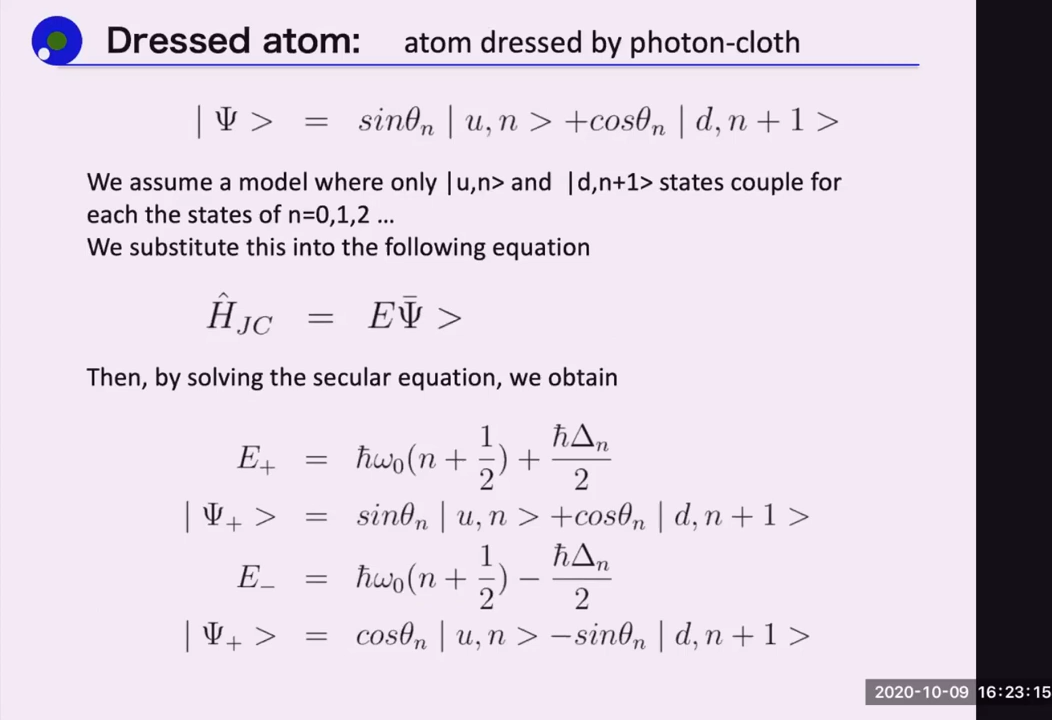 Dressed atom: atom dressed by photon-cloth
| Ψ > = sinθ_n | u, n > +cosθ_n | d, n + 1 >
We assume a model where only |u,n> and |d,n+1> states couple for
each the states of n=0,1,2 ...
We substitute this into the following equation
Ĥ_JC = EΨ̄ >
Then, by solving the secular equation, we obtain
E_+ = ℏω_0(n + 1/2) + ℏΔ_n/2
| Ψ_+ > = sinθ_n | u, n > +cosθ_n | d, n + 1 >
E_− = ℏω_0(n + 1/2) − ℏΔ_n/2
| Ψ_+ > = cosθ_n | u, n > −sinθ_n | d, n + 1 >
2020-10-09 16:23:15